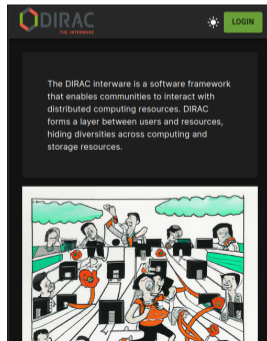 DIRAC
THE INTERWARE
LOGIN
The DIRAC interware is a software framework
that enables communities to interact with
distributed computing resources. DIRAC
forms a layer between users and resources,
hiding diversities across computing and
storage resources.